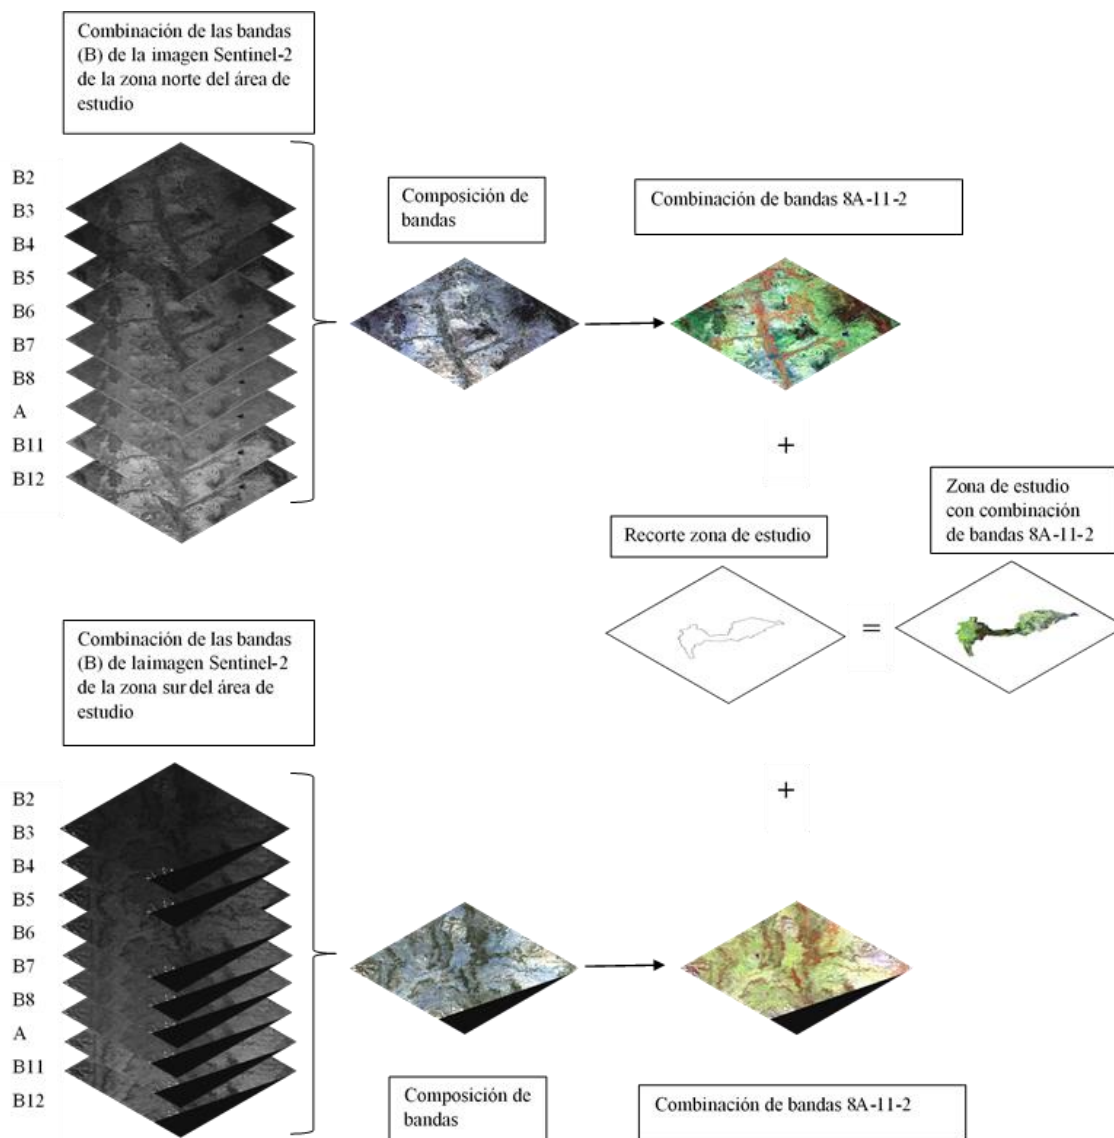 Combinación de las bandas
(B) de la imagen Sentinel-2
de la zona norte del área de
estudio
B2
B3
B4
B5
B6
B7
B8
A
B11
B12
Composición de
bandas
Combinación de bandas 8A-11-2
+
Recorte zona de estudio
=
Zona de estudio
con combinación
de bandas 8A-11-2
Combinación de las bandas
(B) de laimagen Sentinel-2
de la zona sur del área de
estudio
B2
B3
B4
B5
B6
B7
B8
A
B11
B12
+
Composición de
bandas
Combinación de bandas 8A-11-2